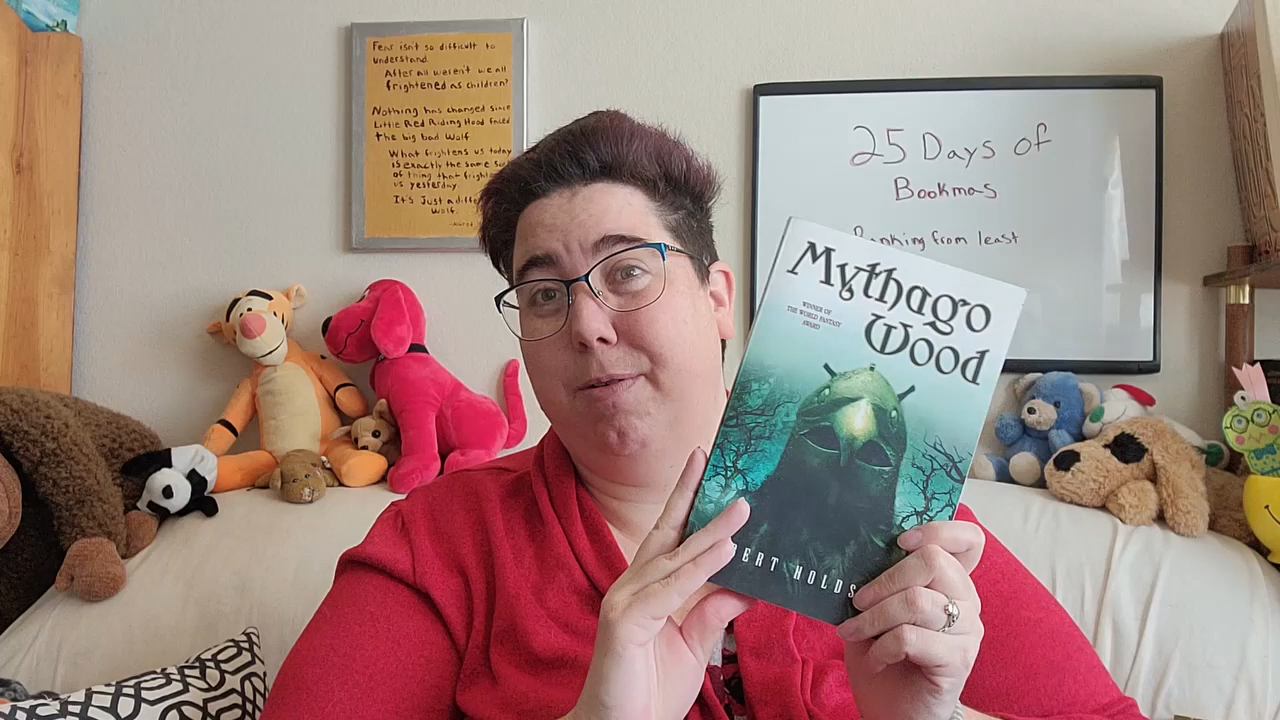 Fear isn't so difficult to
understand.
After all weren't we all
frightened as children?
Nothing has changed since
Little Red Riding Hood faced
the big bad Wolf.
What frightens us today
is exactly the same
of thing that
us yesterday.
It's Just a
Wolf.
25 Days of
Bookmas
Ranking from least
Mythago
Wood
WINNER OF
THE WORLD FANTASY
AWARD
BERT HOLDS